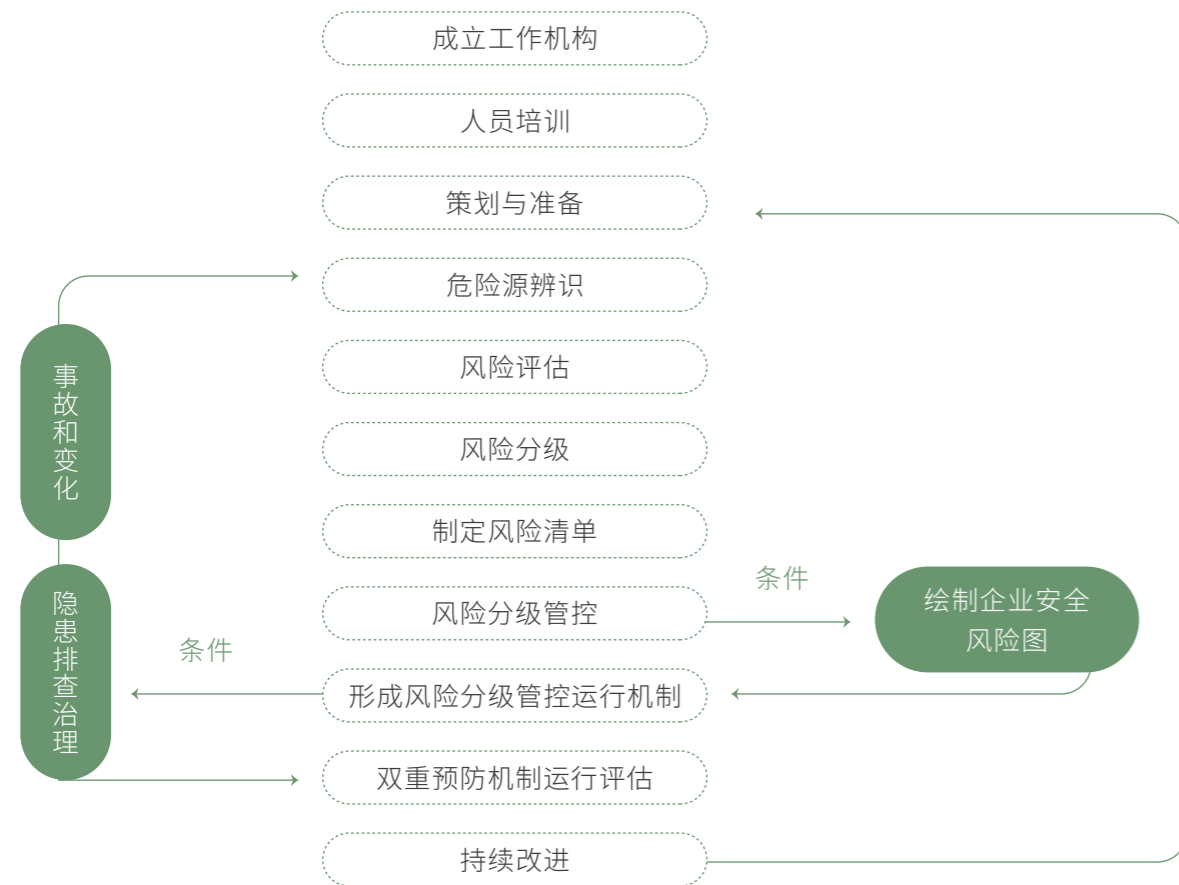 成立工作机构
人员培训
策划与准备
危险源辨识
风险评估
风险分级
制定风险清单
风险分级管控
形成风险分级管控运行机制
双重预防机制运行评估
持续改进
事故和变化
隐患排查治理
条件
条件
绘制企业安全
风险图